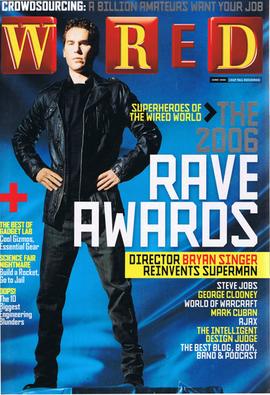 CROWDSOURCING: A BILLION AMATEURS WANT YOUR JOB
WIRED
SUPERHEROES OF
THE WIRED WORLD >
THE
2006
RAVE
AWARDS
DIRECTOR BRYAN SINGER
REINVENTS SUPERMAN
STEVE JOBS
GEORGE CLOONEY
WORLD OF WARCRAFT
MARK CUBAN
AJAX
THE INTELLIGENT
DESIGN JUDGE
THE BEST BLOG, BOOK,
BAND & PODCAST
+
THE BEST OF
GADGET LAB
Cool Gizmos,
Essential Gear
SCIENCE FAIR
NIGHTMARE
Build a Rocket,
Go to Jail
OOPS!
The 10
Biggest
Engineering
Blunders